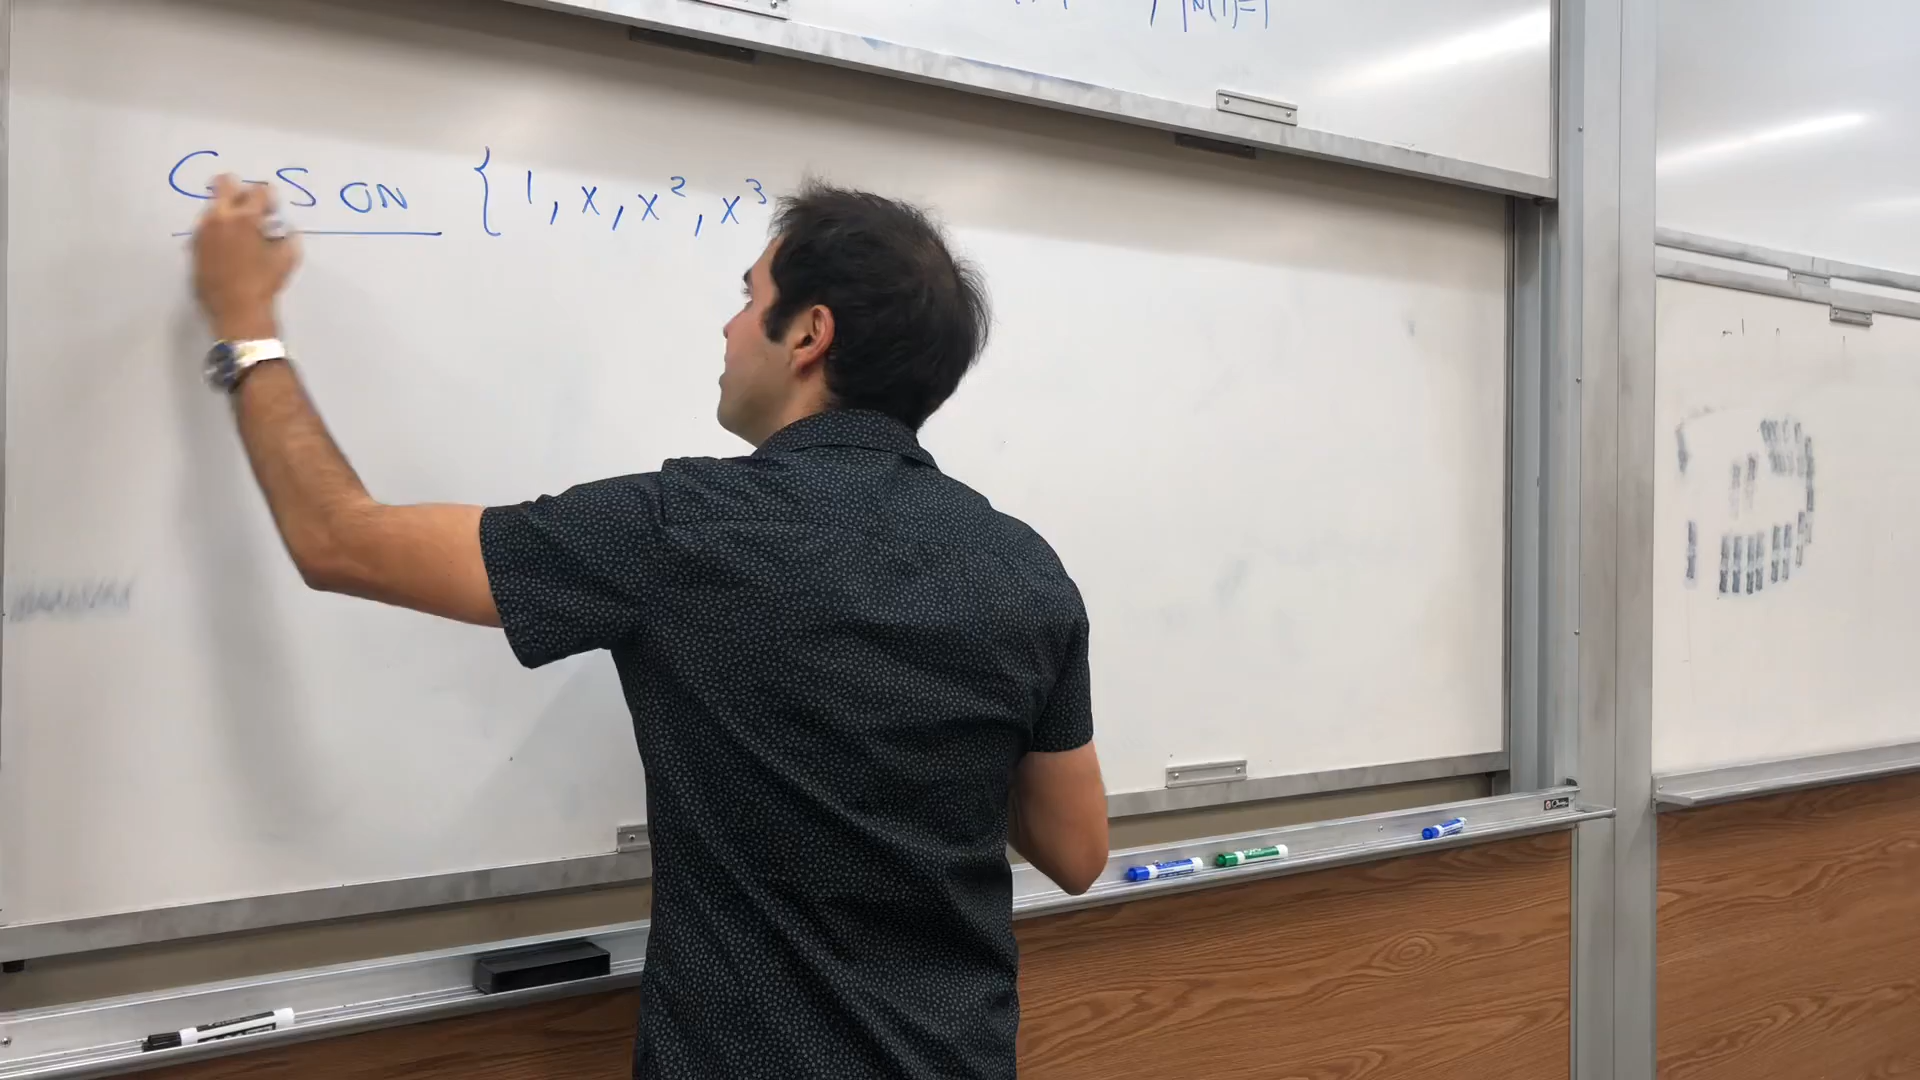 G-S ON { 1, x, x², x³